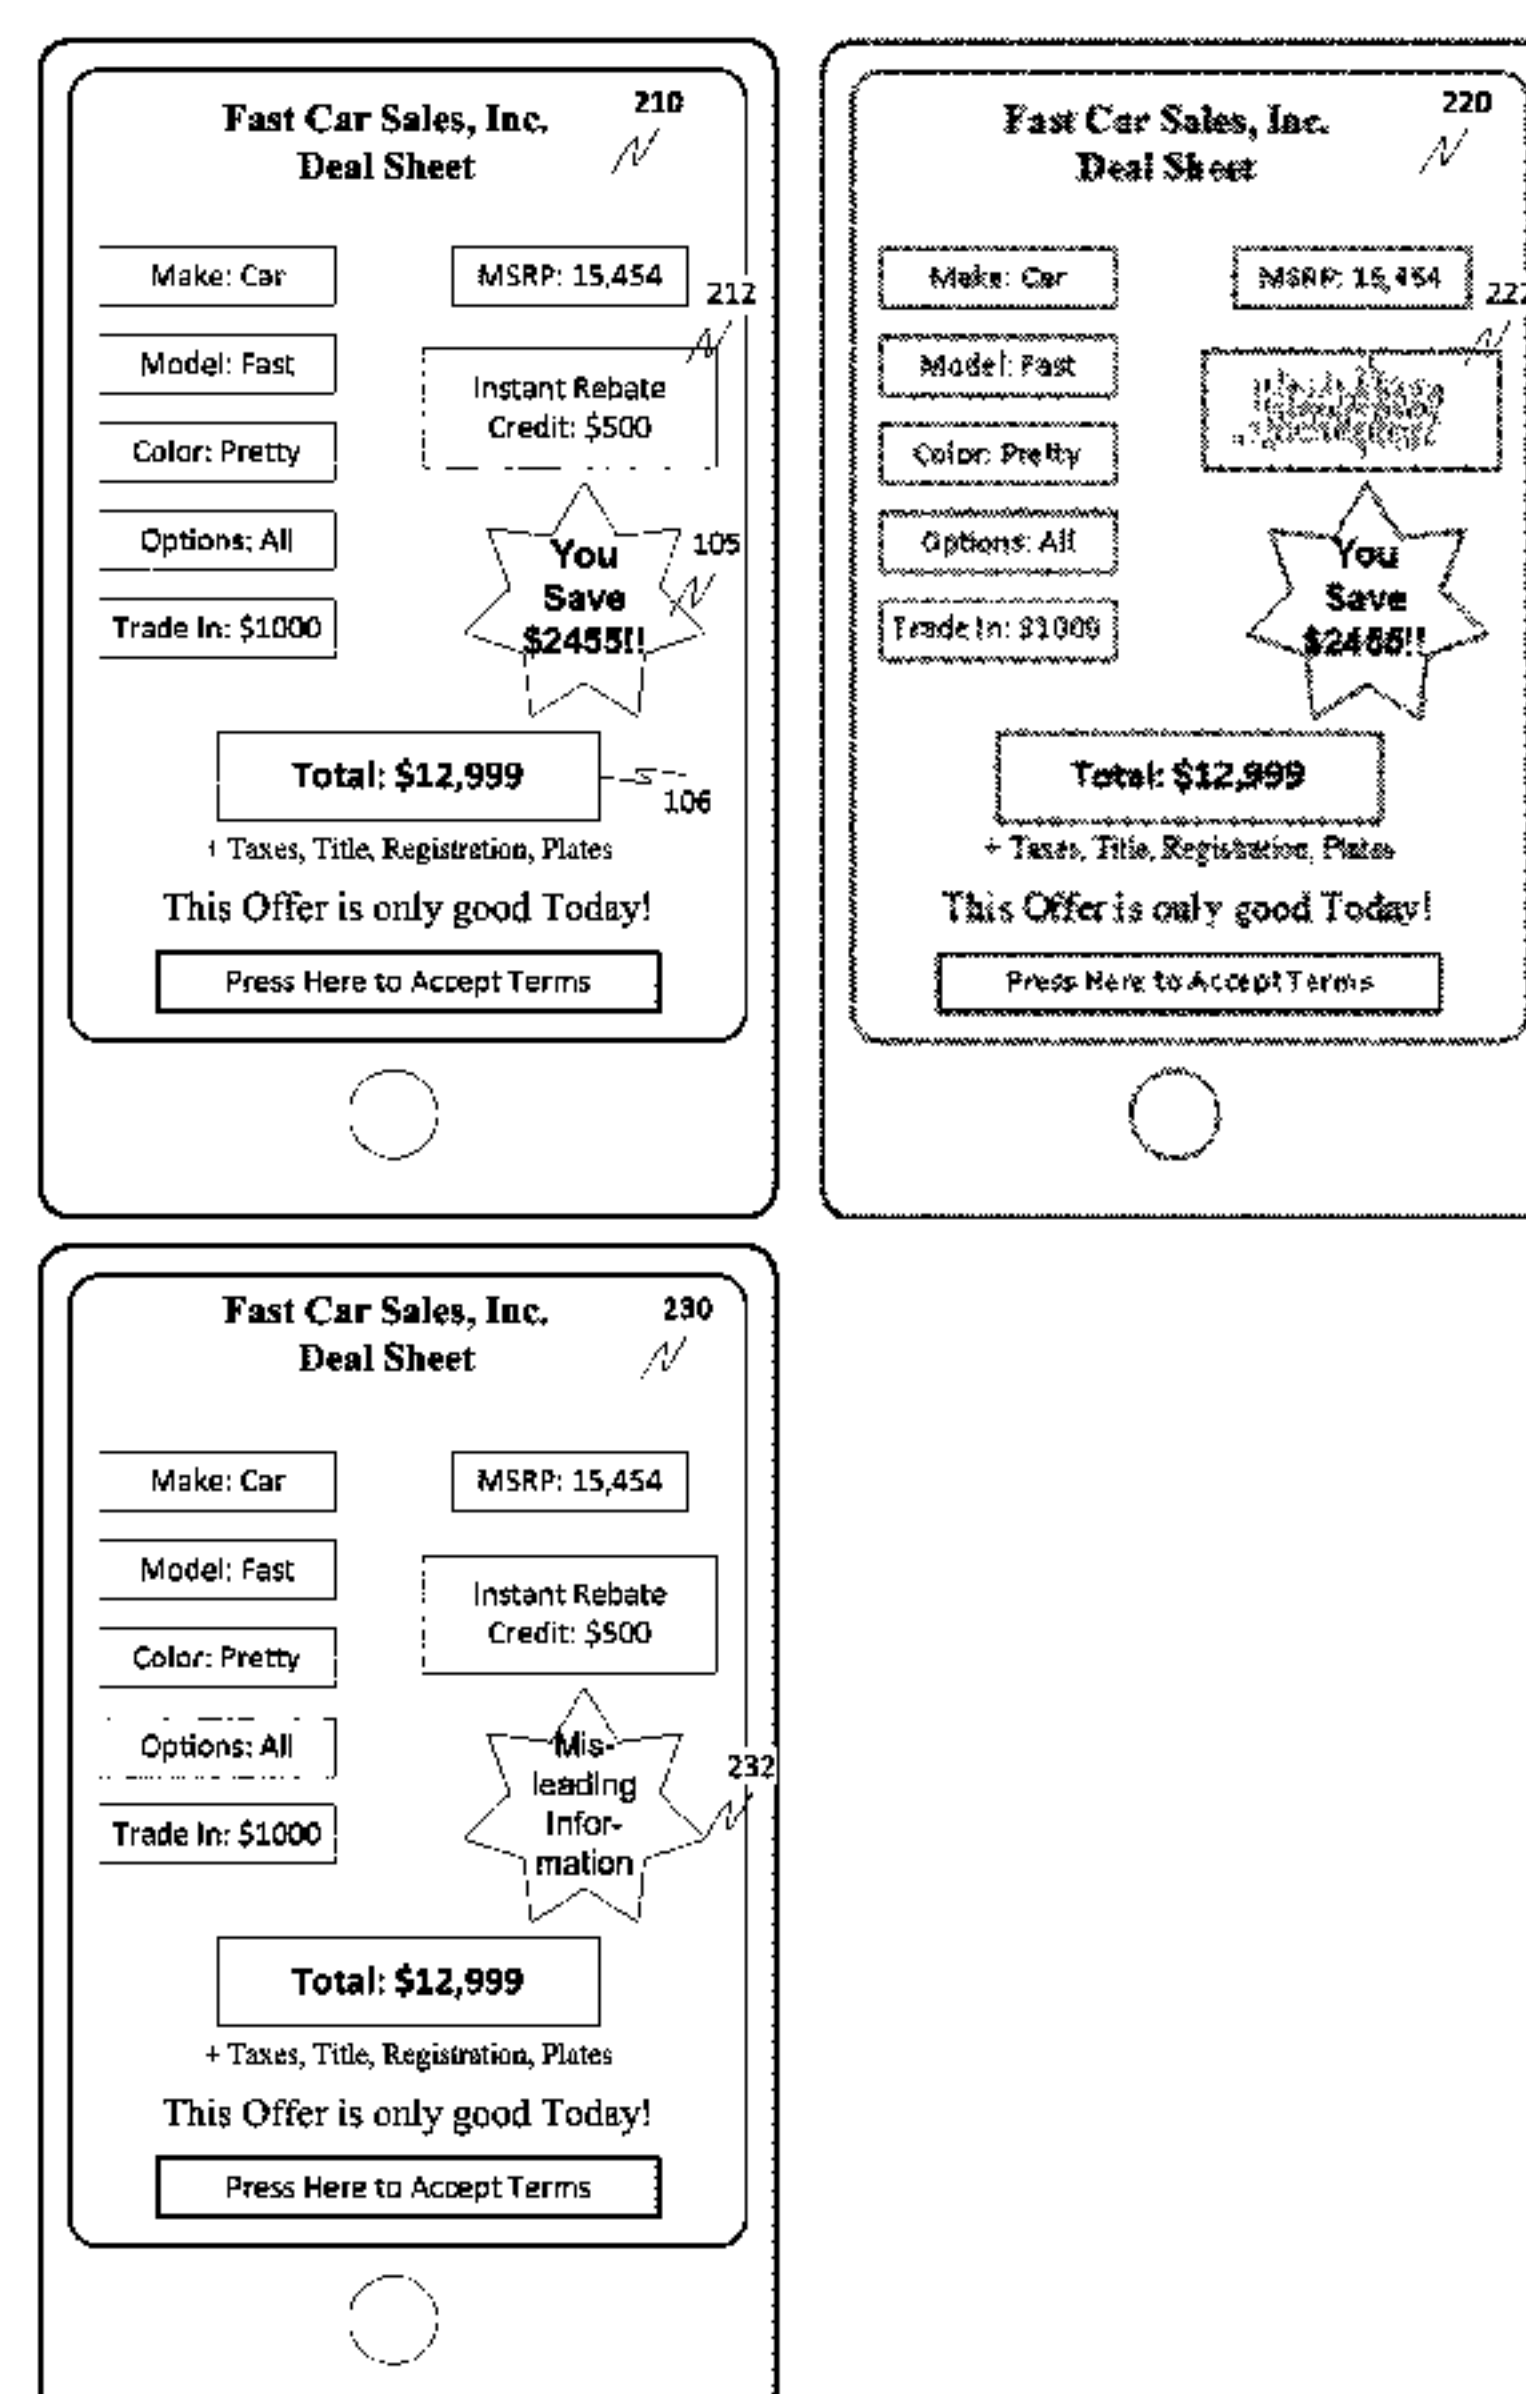 Fast Car Sales, Inc.
Deal Sheet
210
Make: Car
MSRP: 15,454
212
Model: Fast
Instant Rebate
Credit: $500
Color: Pretty
Options: All
You
Save
$2455!!
105
Trade In: $1000
Total: $12,999
106
+ Taxes, Title, Registration, Plates
This Offer is only good Today!
Press Here to Accept Terms
Fast Car Sales, Inc.
Deal Sheet
220
Make: Car
MSRP: 15,454
222
Model: Fast
Color: Pretty
Options: All
You
Save
$2455!!
Trade In: $1000
Total: $12,999
+ Taxes, Title, Registration, Plates
This Offer is only good Today!
Press Here to Accept Terms
Fast Car Sales, Inc.
Deal Sheet
230
Make: Car
MSRP: 15,454
Model: Fast
Instant Rebate
Credit: $500
Color: Pretty
Options: All
Mis-
leading
Infor-
mation
232
Trade In: $1000
Total: $12,999
+ Taxes, Title, Registration, Plates
This Offer is only good Today!
Press Here to Accept Terms